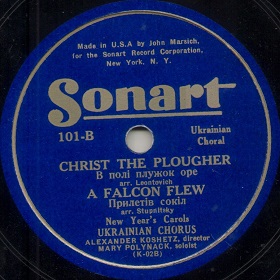 Made in U.S.A by John Marsich,
for the Sonart Record Corporation,
New York, N. Y.
Sonart
101-B
Ukrainian
Choral
CHRIST THE PLOUGHER
В полі плужок оре
arr. Leontovich
A FALCON FLEW
Прилетів сокіл
arr. Stupnitsky
New Year's Carols
UKRAINIAN CHORUS
ALEXANDER KOSHETZ, director
MARY POLYNACK, soloist
(K-02B)